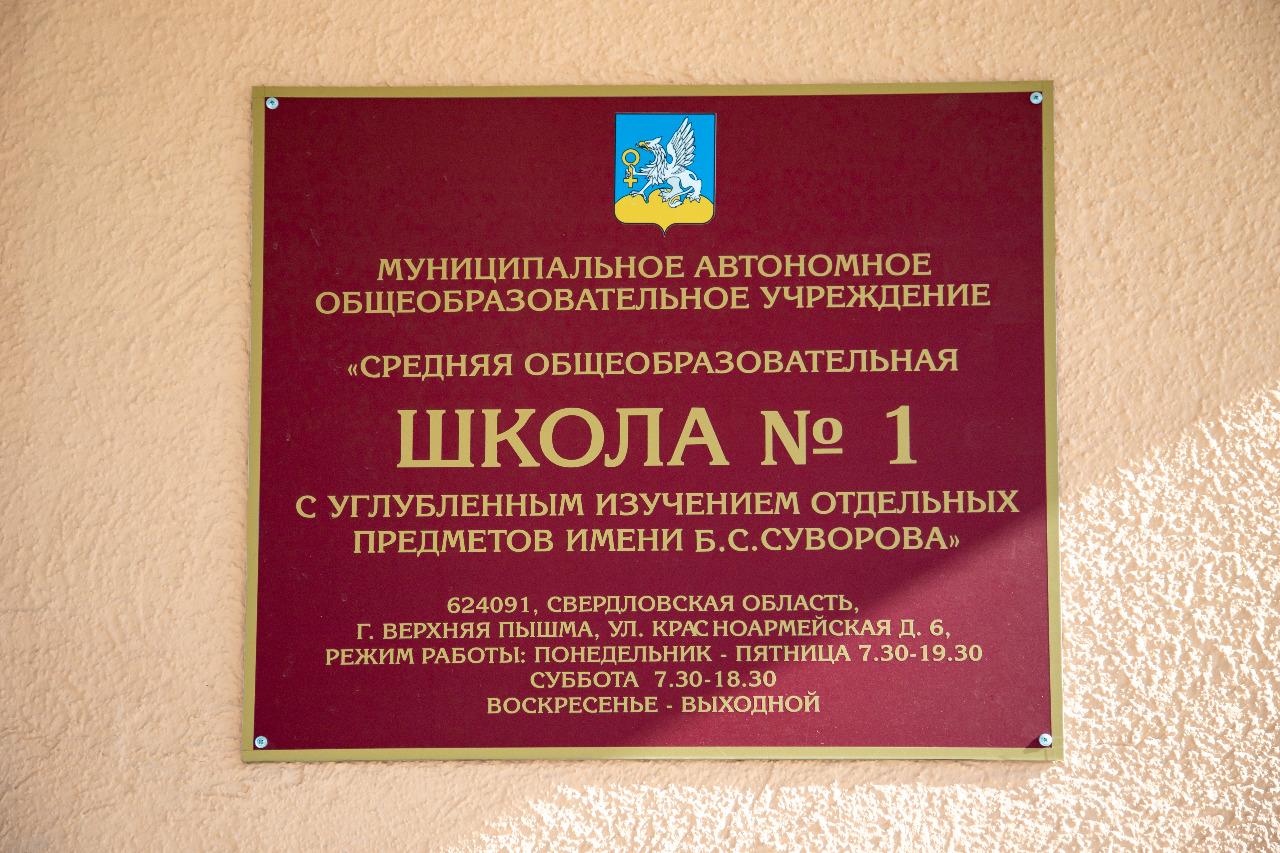 МУНИЦИПАЛЬНОЕ АВТОНОМНОЕ
ОБЩЕОБРАЗОВАТЕЛЬНОЕ УЧРЕЖДЕНИЕ
«СРЕДНЯЯ ОБЩЕОБРАЗОВАТЕЛЬНАЯ
ШКОЛА № 1
С УГЛУБЛЕННЫМ ИЗУЧЕНИЕМ ОТДЕЛЬНЫХ
ПРЕДМЕТОВ ИМЕНИ Б.С.СУВОРОВА»
624091, СВЕРДЛОВСКАЯ ОБЛАСТЬ,
Г. ВЕРХНЯЯ ПЫШМА, УЛ. КРАСНОАРМЕЙСКАЯ Д. 6,
РЕЖИМ РАБОТЫ: ПОНЕДЕЛЬНИК - ПЯТНИЦА 7.30-19.30
СУББОТА 7.30-18.30
ВОСКРЕСЕНЬЕ - ВЫХОДНОЙ